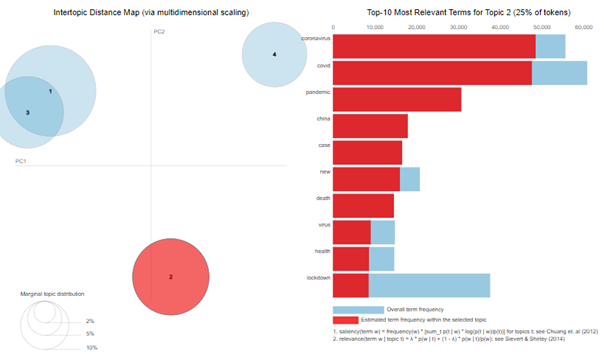 Intertopic Distance Map (via multidimensional scaling)
PC2
PC1
1
3
4
2
Marginal topic distribution
2%
5%
10%
Top-10 Most Relevant Terms for Topic 2 (25% of tokens)
0 10,000 20,000 30,000 40,000 50,000 60,000
coronavirus
covid
pandemic
china
case
new
death
virus
health
lockdown
Overall term frequency
Estimated term frequency within the selected topic
1. saliency(term w) = frequency(w) * [sum_t p(t | w) * log(p(t | w)/p(t))] for topics t; see Chuang et. al (2012)
2. relevance(term w | topic t) = λ * p(w | t) + (1 - λ) * p(w | t)/p(w); see Sievert & Shirley (2014)